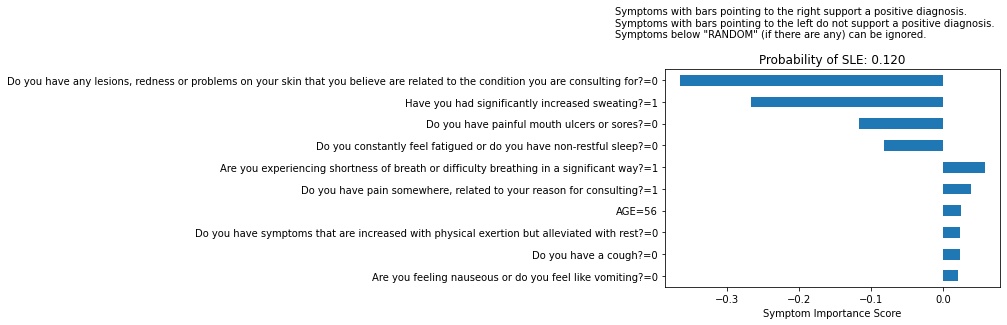 Symptoms with bars pointing to the right support a positive diagnosis.
Symptoms with bars pointing to the left do not support a positive diagnosis.
Symptoms below "RANDOM" (if there are any) can be ignored.
Probability of SLE: 0.120
Do you have any lesions, redness or problems on your skin that you believe are related to the condition you are consulting for?=0
Have you had significantly increased sweating?=1
Do you have painful mouth ulcers or sores?=0
Do you constantly feel fatigued or do you have non-restful sleep?=0
Are you experiencing shortness of breath or difficulty breathing in a significant way?=1
Do you have pain somewhere, related to your reason for consulting?=1
AGE=56
Do you have symptoms that are increased with physical exertion but alleviated with rest?=0
Do you have a cough?=0
Are you feeling nauseous or do you feel like vomiting?=0
−0.3 −0.2 −0.1 0.0
Symptom Importance Score